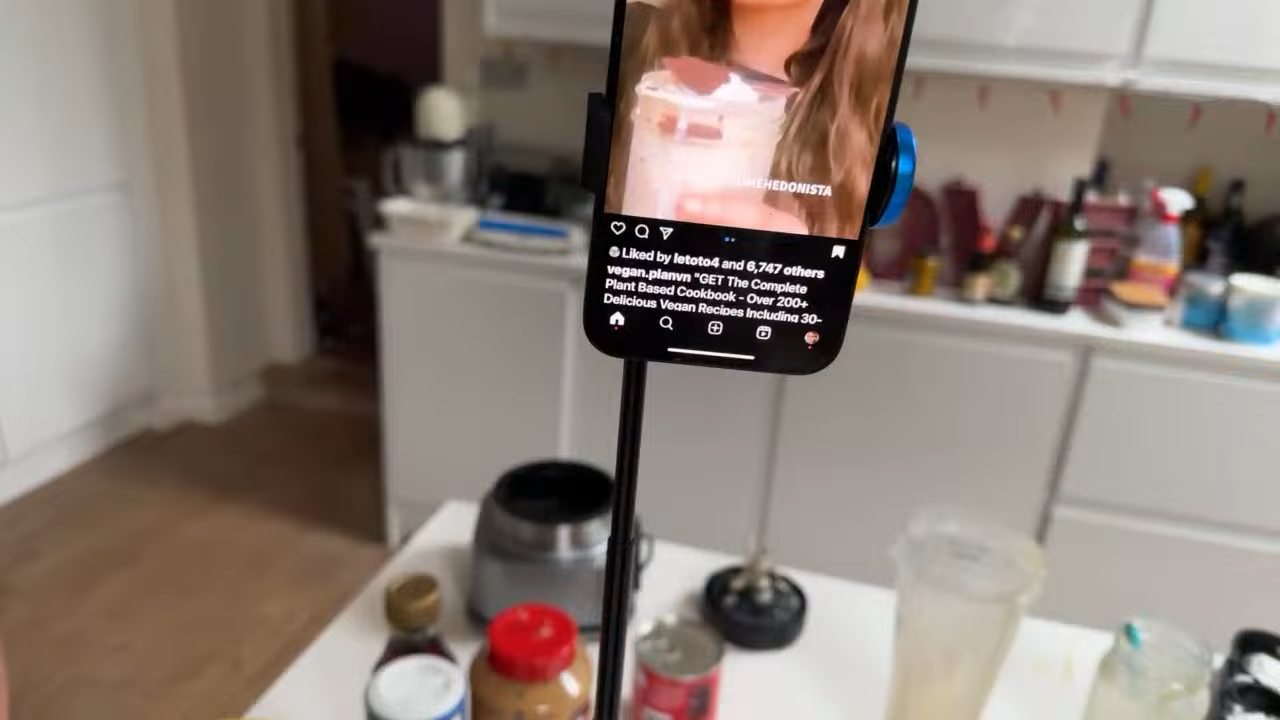 HEHEDONISTA
Liked by letoto4 and 6,747 others
vegan.planvn "GET The Complete
Plant Based Cookbook - Over 200+
Delicious Vegan Recipes Including 30-